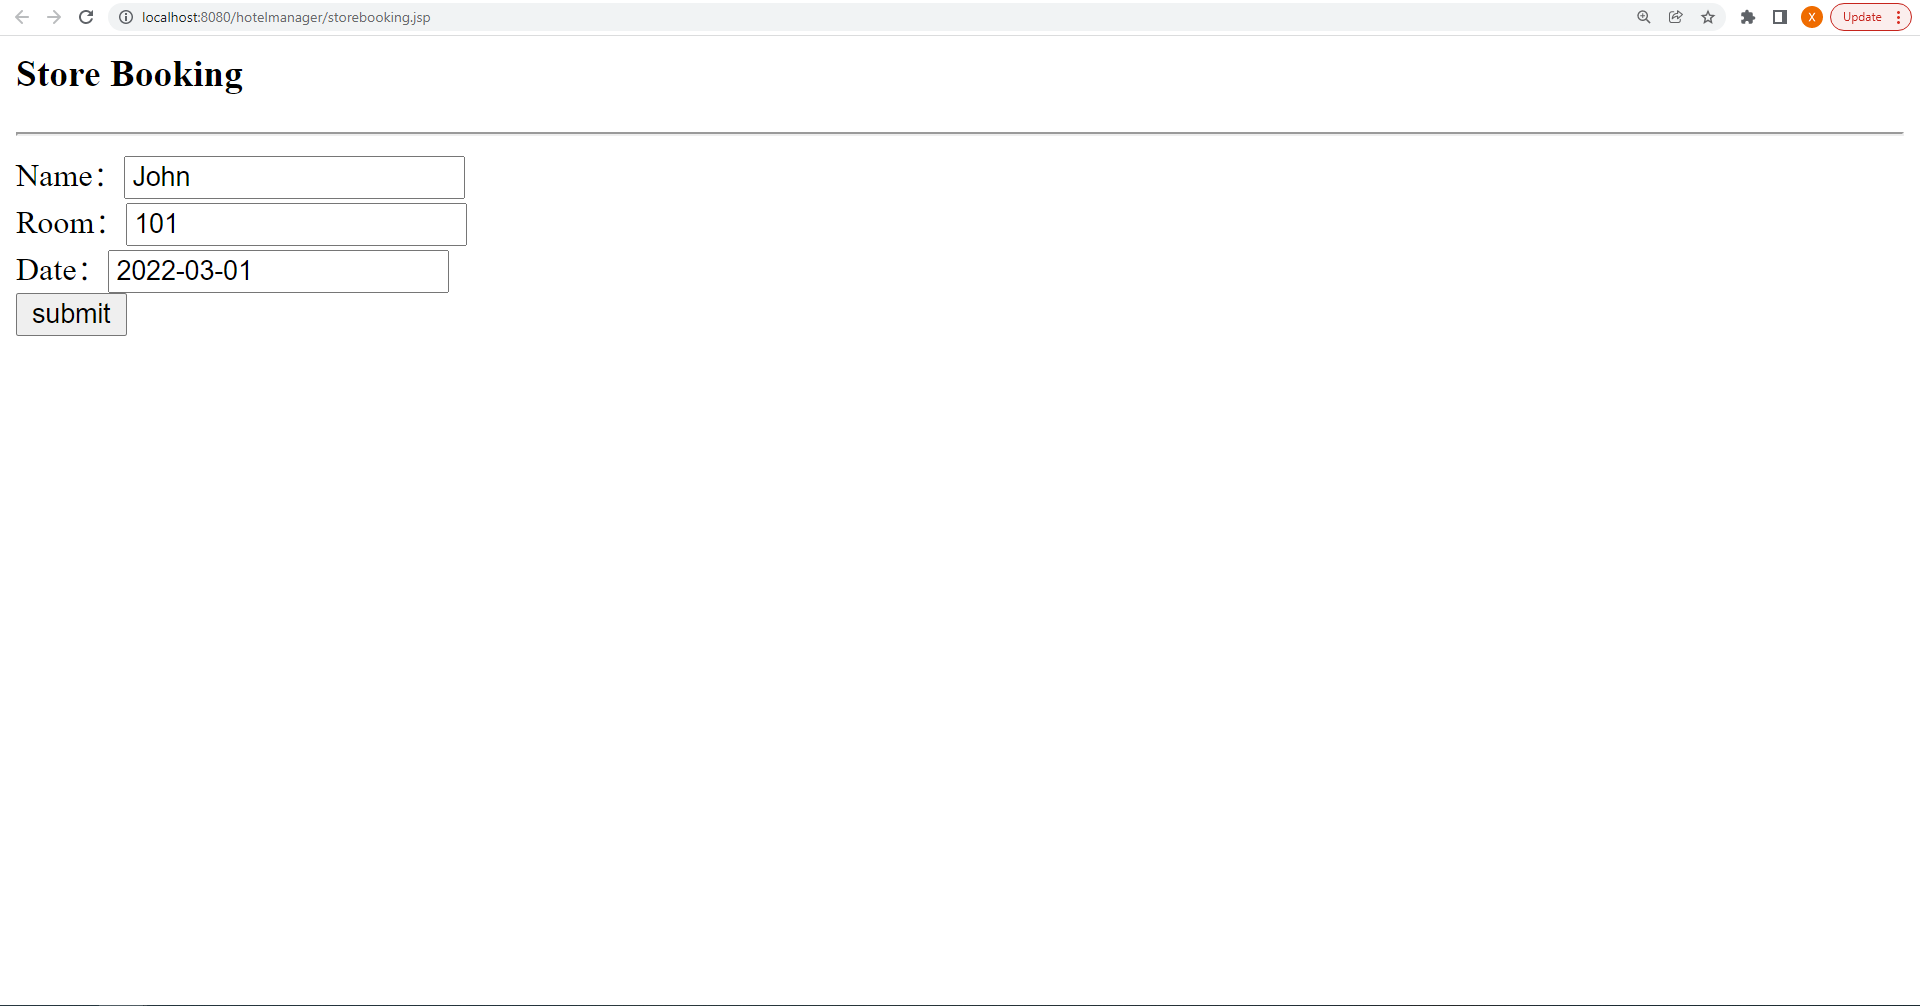 localhost:8080/hotelmanager/storebooking.jsp
X
Update
Store Booking
Name： John
Room： 101
Date： 2022-03-01
submit